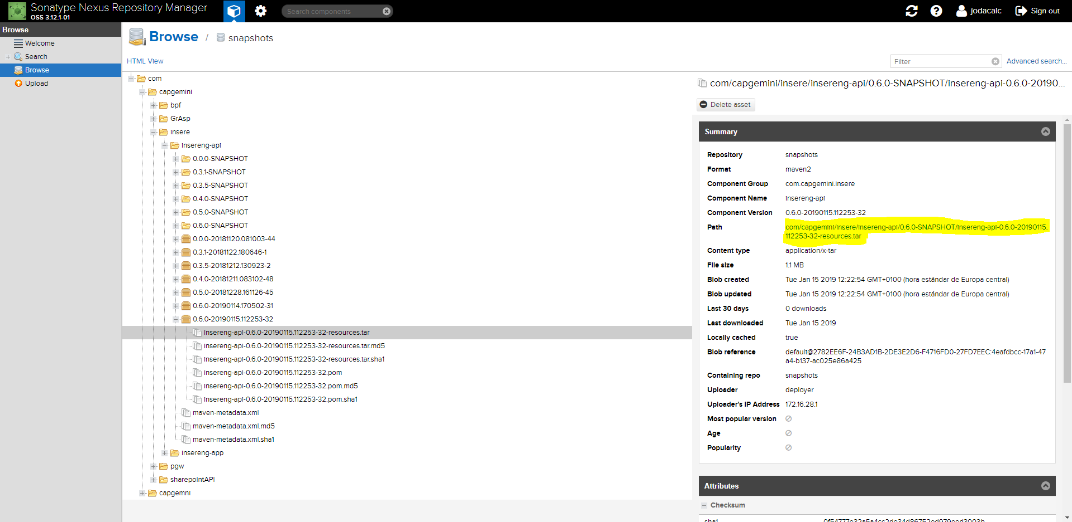 Sonatype Nexus Repository Manager
OSS 3.12.1-01
Search components
jodacalc
Sign out
Browse
Welcome
Search
Browse
Upload
Browse / snapshots
HTML View
Filter
Advanced search...
com
capgemini
bpf
GrAsp
insere
insereng-api
0.0.0-SNAPSHOT
0.3.1-SNAPSHOT
0.3.5-SNAPSHOT
0.4.0-SNAPSHOT
0.5.0-SNAPSHOT
0.6.0-SNAPSHOT
0.0.0-20181120.081003-44
0.3.1-20181122.180646-1
0.3.5-20181212.130923-2
0.4.0-20181211.083102-48
0.5.0-20181228.161126-45
0.6.0-20190114.170502-31
0.6.0-20190115.112253-32
insereng-api-0.6.0-20190115.112253-32-resources.tar
insereng-api-0.6.0-20190115.112253-32-resources.tar.md5
insereng-api-0.6.0-20190115.112253-32-resources.tar.sha1
insereng-api-0.6.0-20190115.112253-32.pom
insereng-api-0.6.0-20190115.112253-32.pom.md5
insereng-api-0.6.0-20190115.112253-32.pom.sha1
maven-metadata.xml
maven-metadata.xml.md5
maven-metadata.xml.sha1
insereng-app
pgw
sharepointAPI
capgemni
com/capgemini/insere/insereng-api/0.6.0-SNAPSHOT/insereng-api-0.6.0-20190...
Delete asset
Summary
Repository snapshots
Format maven2
Component Group com.capgemini.insere
Component Name insereng-api
Component Version 0.6.0-20190115.112253-32
Path com/capgemini/insere/insereng-api/0.6.0-SNAPSHOT/insereng-api-0.6.0-20190115.
112253-32-resources.tar
Content type application/x-tar
File size 1.1 MB
Blob created Tue Jan 15 2019 12:22:54 GMT+0100 (hora estándar de Europa central)
Blob updated Tue Jan 15 2019 12:22:54 GMT+0100 (hora estándar de Europa central)
Last 30 days 0 downloads
Last downloaded Tue Jan 15 2019
Locally cached true
Blob reference
Containing repo snapshots
Uploader deployer
Uploader's IP Address 172.16.28.1
Most popular version
Age
Popularity
Attributes
Checksum